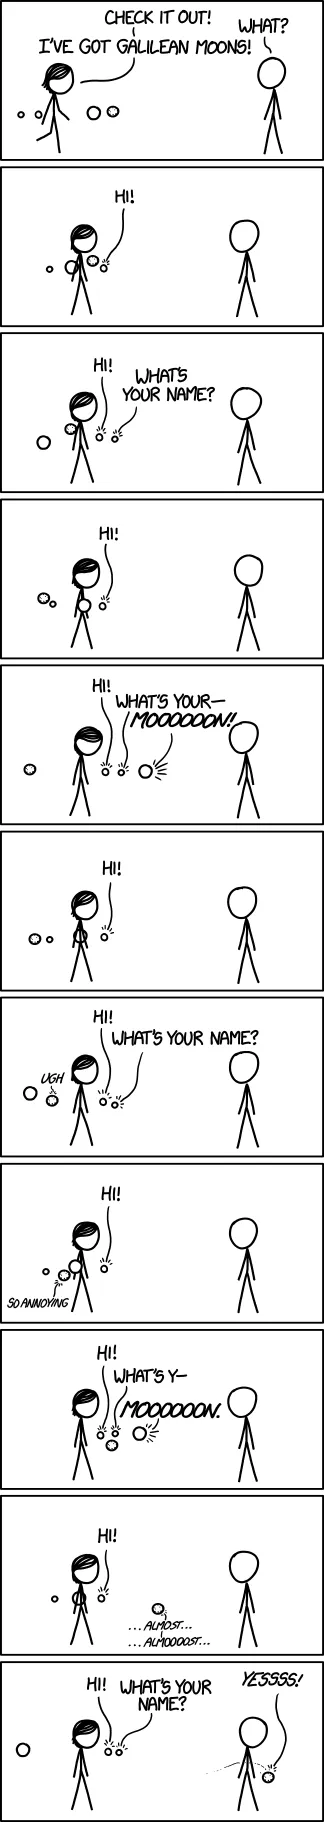 CHECK IT OUT!
I'VE GOT GALILEAN MOONS!
WHAT?
HI!
HI!
WHAT'S
YOUR NAME?
HI!
HI!
WHAT'S YOUR—
MOOOOOON!
HI!
HI!
WHAT'S YOUR NAME?
UGH
HI!
SO ANNOYING
HI!
WHAT'S Y—
MOOOOOON.
HI!
...ALMOST...
...ALMOOOOST...
HI!
WHAT'S YOUR
NAME?
YESSSS!